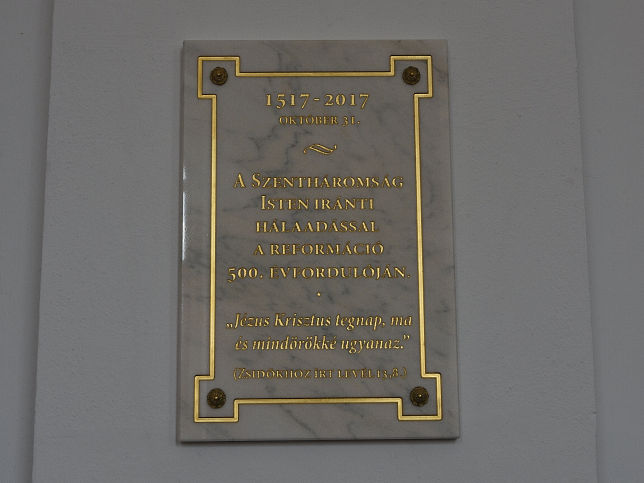 1517-2017
OKTÓBER 31.
A SZENTHÁROMSÁG
ISTEN IRÁNTI
HÁLAADÁSSAL
A REFORMÁCIÓ
500. ÉVFORDULÓJÁN.
„Jézus Krisztus tegnap, ma
és mindörökké ugyanaz."
(ZSIDÓKHOZ ÍRT LEVÉL 13,8.)